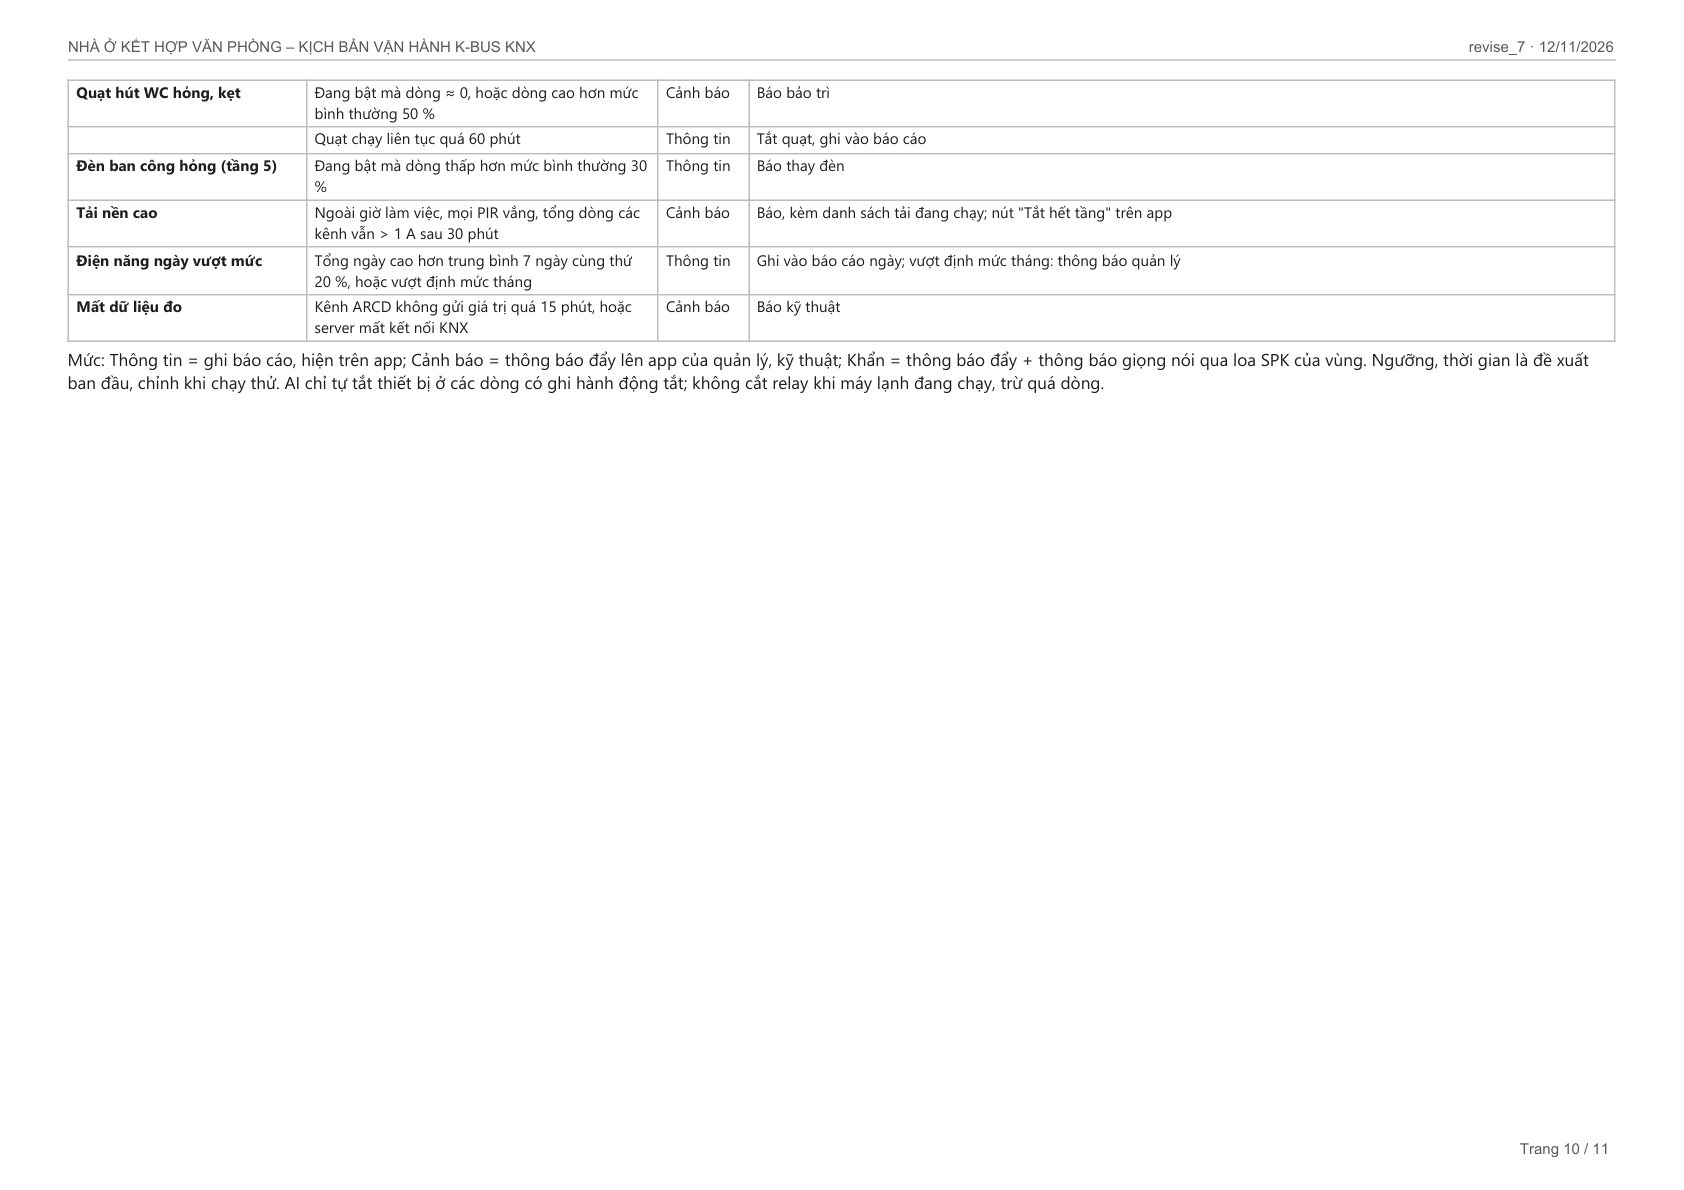 NHÀ Ở KẾT HỢP VĂN PHÒNG – KỊCH BẢN VẬN HÀNH K-BUS KNX
revise_7 · 12/11/2026
Quạt hút WC hỏng, kẹt
Đang bật mà dòng ≈ 0, hoặc dòng cao hơn mức
bình thường 50 %
Cảnh báo
Báo bảo trì
Quạt chạy liên tục quá 60 phút
Thông tin
Tắt quạt, ghi vào báo cáo
Đèn ban công hỏng (tầng 5)
Đang bật mà dòng thấp hơn mức bình thường 30
%
Thông tin
Báo thay đèn
Tải nền cao
Ngoài giờ làm việc, mọi PIR vắng, tổng dòng các
kênh vẫn > 1 A sau 30 phút
Cảnh báo
Báo, kèm danh sách tải đang chạy; nút "Tắt hết tầng" trên app
Điện năng ngày vượt mức
Tổng ngày cao hơn trung bình 7 ngày cùng thứ
20 %, hoặc vượt định mức tháng
Thông tin
Ghi vào báo cáo ngày; vượt định mức tháng: thông báo quản lý
Mất dữ liệu đo
Kênh ARCD không gửi giá trị quá 15 phút, hoặc
server mất kết nối KNX
Cảnh báo
Báo kỹ thuật
Mức: Thông tin = ghi báo cáo, hiện trên app; Cảnh báo = thông báo đẩy lên app của quản lý, kỹ thuật; Khẩn = thông báo đẩy + thông báo giọng nói qua loa SPK của vùng. Ngưỡng, thời gian là đề xuất
ban đầu, chỉnh khi chạy thử. AI chỉ tự tắt thiết bị ở các dòng có ghi hành động tắt; không cắt relay khi máy lạnh đang chạy, trừ quá dòng.
Trang 10 / 11